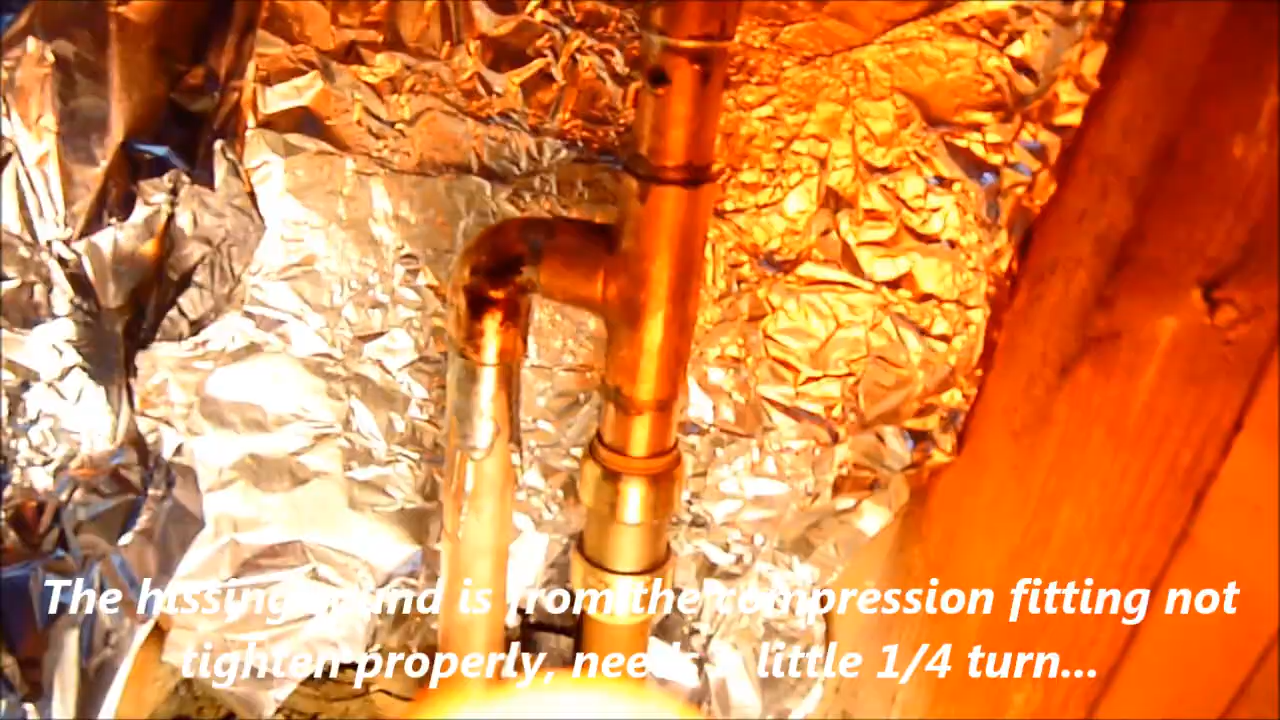 The hissing sound is from the compression fitting not
tighten properly, needs a little 1/4 turn...